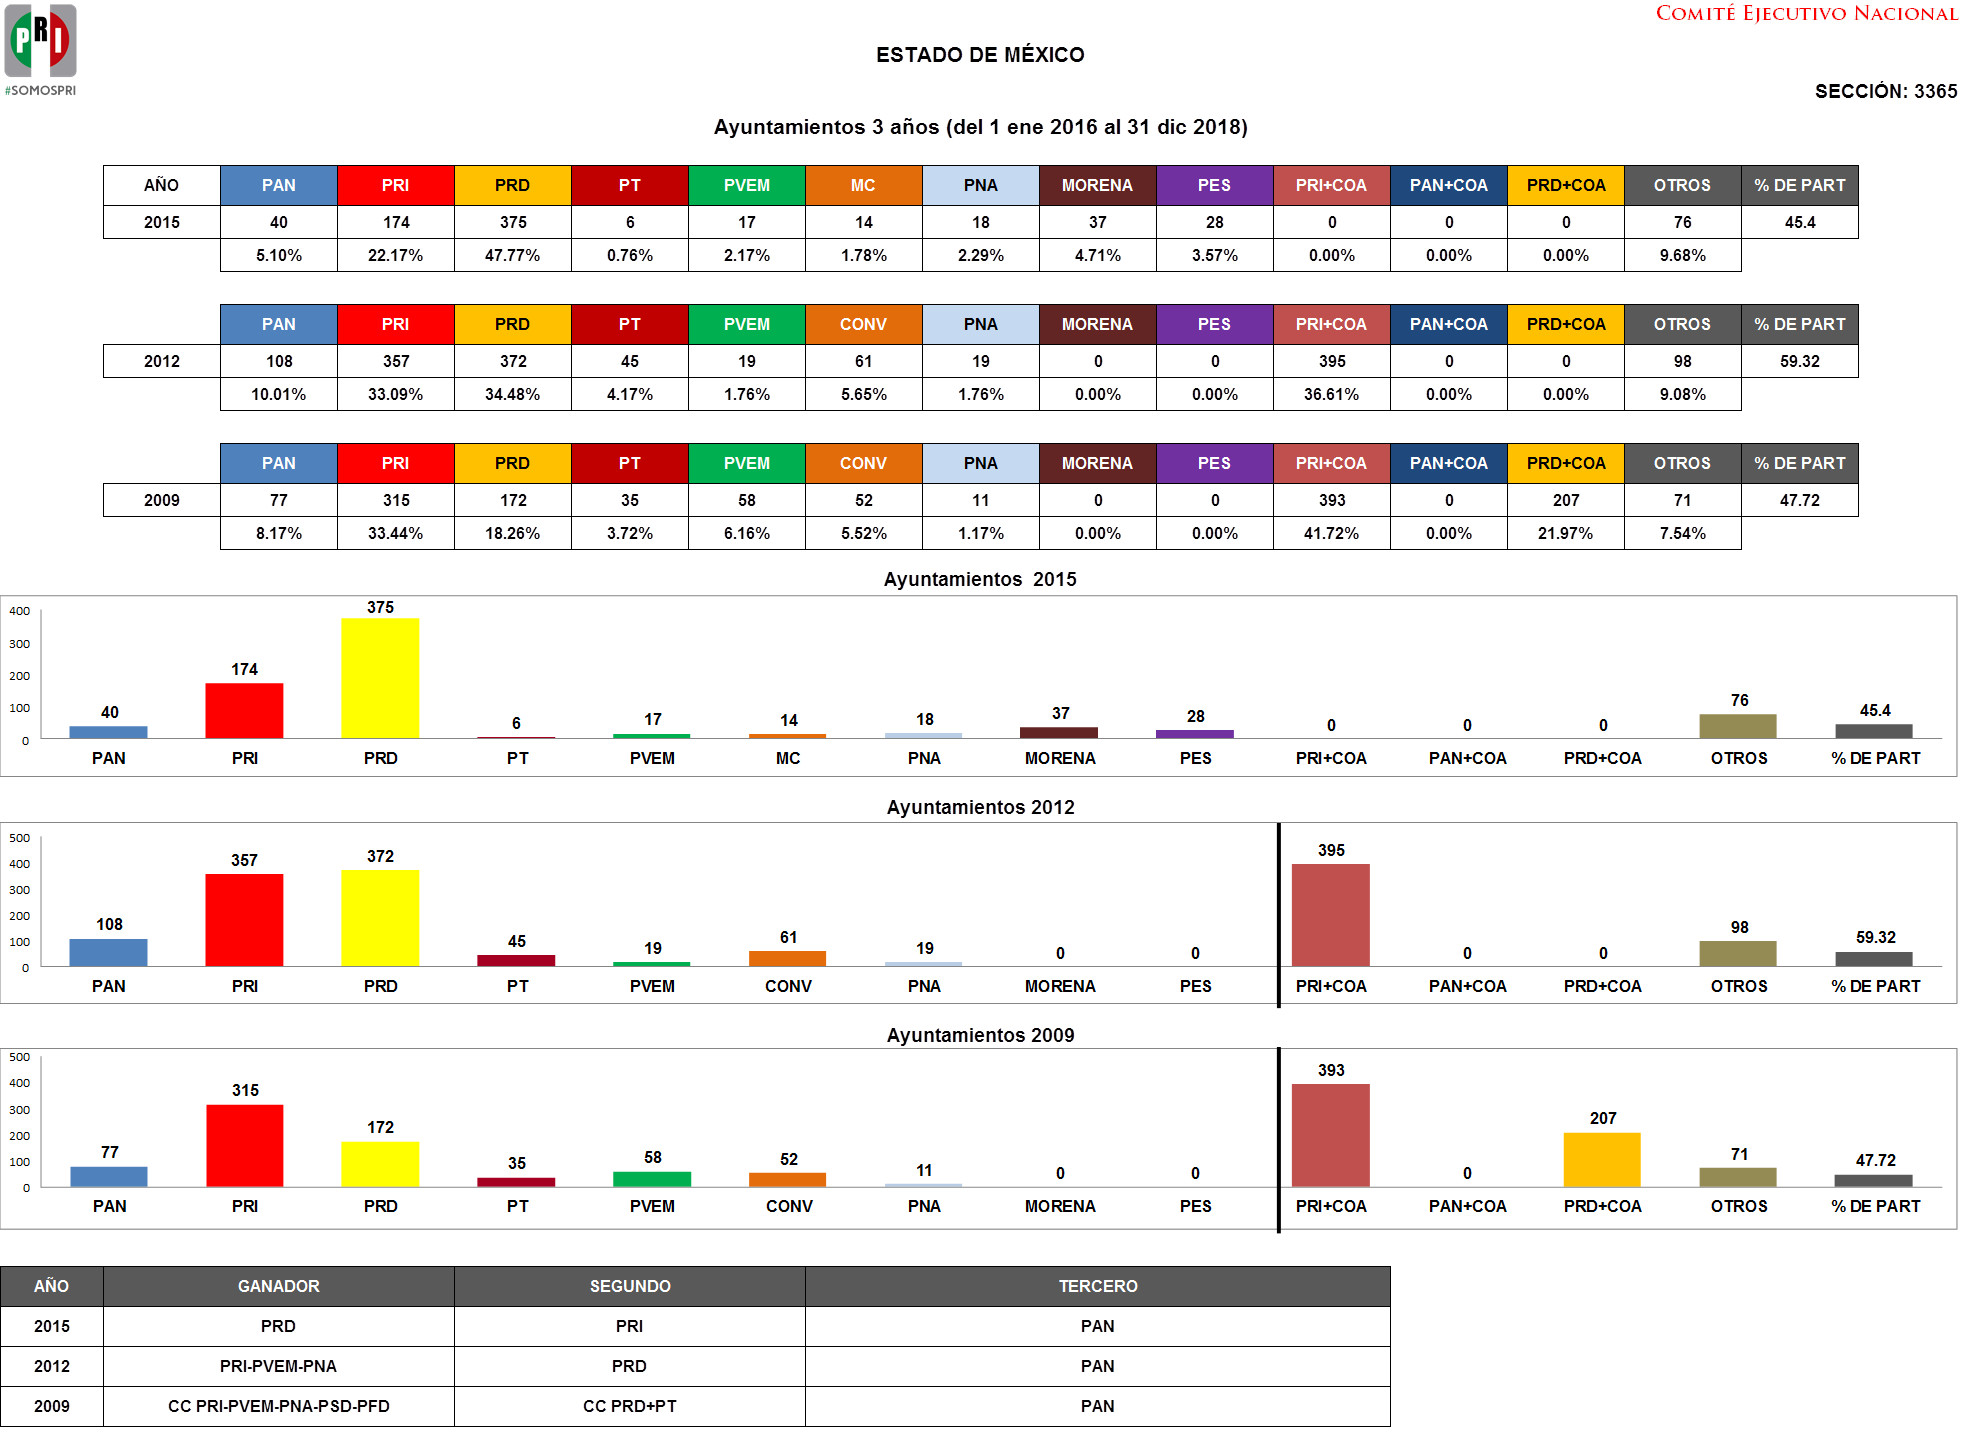 PRI
#SOMOSPRI
COMITÉ EJECUTIVO NACIONAL
ESTADO DE MÉXICO
SECCIÓN: 3365
Ayuntamientos 3 años (del 1 ene 2016 al 31 dic 2018)
AÑO PAN PRI PRD PT PVEM MC PNA MORENA PES PRI+COA PAN+COA PRD+COA OTROS % DE PART
2015 40 174 375 6 17 14 18 37 28 0 0 0 76 45.4
5.10% 22.17% 47.77% 0.76% 2.17% 1.78% 2.29% 4.71% 3.57% 0.00% 0.00% 0.00% 9.68%
PAN PRI PRD PT PVEM CONV PNA MORENA PES PRI+COA PAN+COA PRD+COA OTROS % DE PART
2012 108 357 372 45 19 61 19 0 0 395 0 0 98 59.32
10.01% 33.09% 34.48% 4.17% 1.76% 5.65% 1.76% 0.00% 0.00% 36.61% 0.00% 0.00% 9.08%
PAN PRI PRD PT PVEM CONV PNA MORENA PES PRI+COA PAN+COA PRD+COA OTROS % DE PART
2009 77 315 172 35 58 52 11 0 0 393 0 207 71 47.72
8.17% 33.44% 18.26% 3.72% 6.16% 5.52% 1.17% 0.00% 0.00% 41.72% 0.00% 21.97% 7.54%
Ayuntamientos 2015
400
300
200
100
0
40 174 375 6 17 14 18 37 28 0 0 0 76 45.4
PAN PRI PRD PT PVEM MC PNA MORENA PES PRI+COA PAN+COA PRD+COA OTROS % DE PART
Ayuntamientos 2012
500
400
300
200
100
0
108 357 372 45 19 61 19 0 0 395 0 0 98 59.32
PAN PRI PRD PT PVEM CONV PNA MORENA PES PRI+COA PAN+COA PRD+COA OTROS % DE PART
Ayuntamientos 2009
500
400
300
200
100
0
77 315 172 35 58 52 11 0 0 393 0 207 71 47.72
PAN PRI PRD PT PVEM CONV PNA MORENA PES PRI+COA PAN+COA PRD+COA OTROS % DE PART
AÑO GANADOR SEGUNDO TERCERO
2015 PRD PRI PAN
2012 PRI-PVEM-PNA PRD PAN
2009 CC PRI-PVEM-PNA-PSD-PFD CC PRD+PT PAN